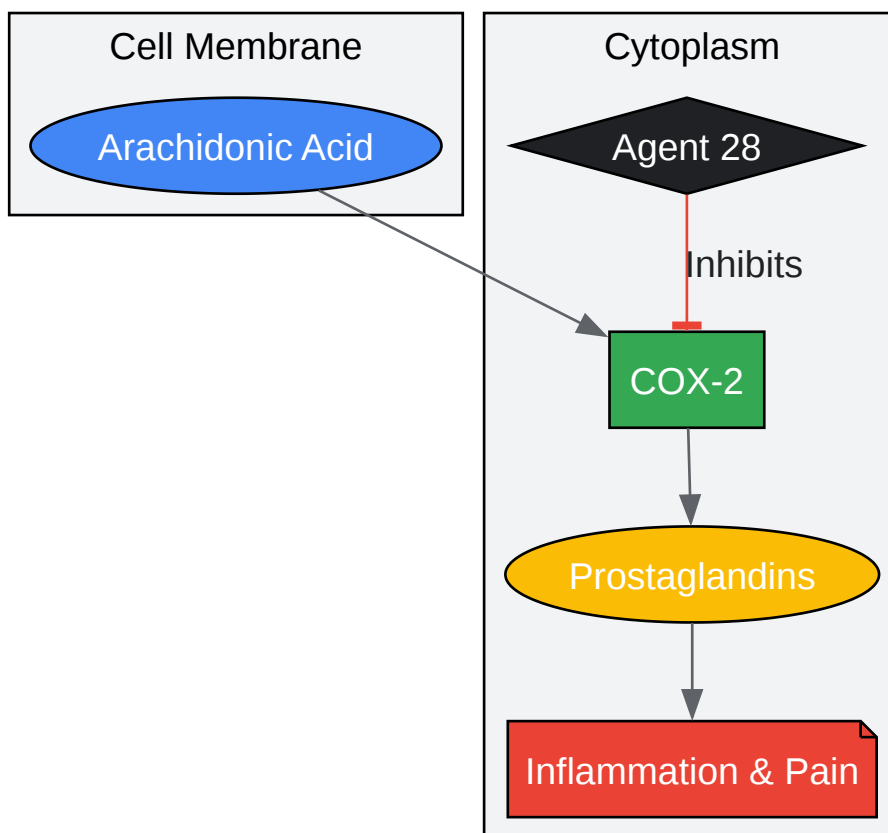 Cell Membrane
Arachidonic Acid
Cytoplasm
Agent 28
Inhibits
COX-2
Prostaglandins
Inflammation & Pain